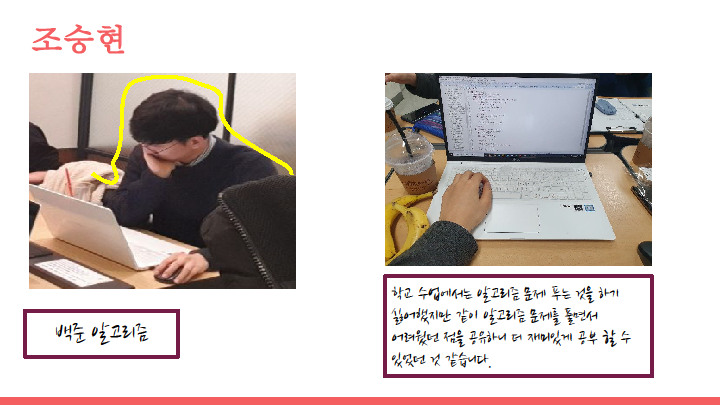 조승현
백준 알고리즘
학교 수업에서는 알고리즘 문제 푸는 것을 하기
싫어했지만 같이 알고리즘 문제를 풀면서
어려웠던 점을 공유하니 더 재미있게 공부 할 수
있었던 것 같습니다.